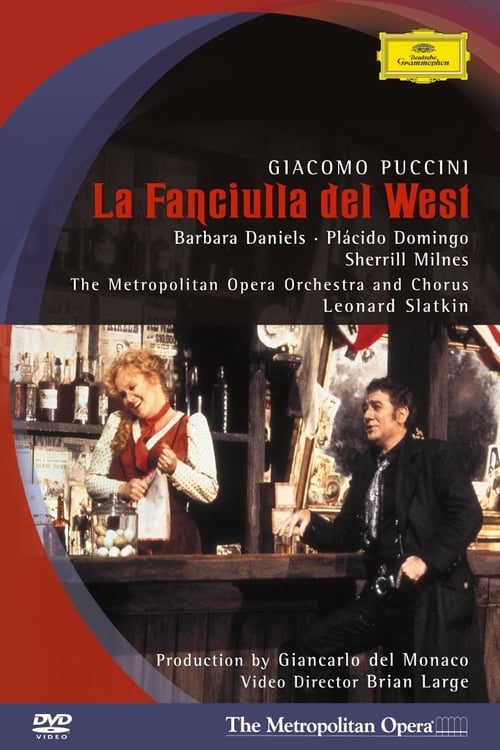 Deutsche
Grammophon
GIACOMO PUCCINI
La Fanciulla del West
Barbara Daniels · Plácido Domingo
Sherrill Milnes
The Metropolitan Opera Orchestra and Chorus
Leonard Slatkin
Production by Giancarlo del Monaco
Video Director Brian Large
DVD
VIDEO
The Metropolitan Opera